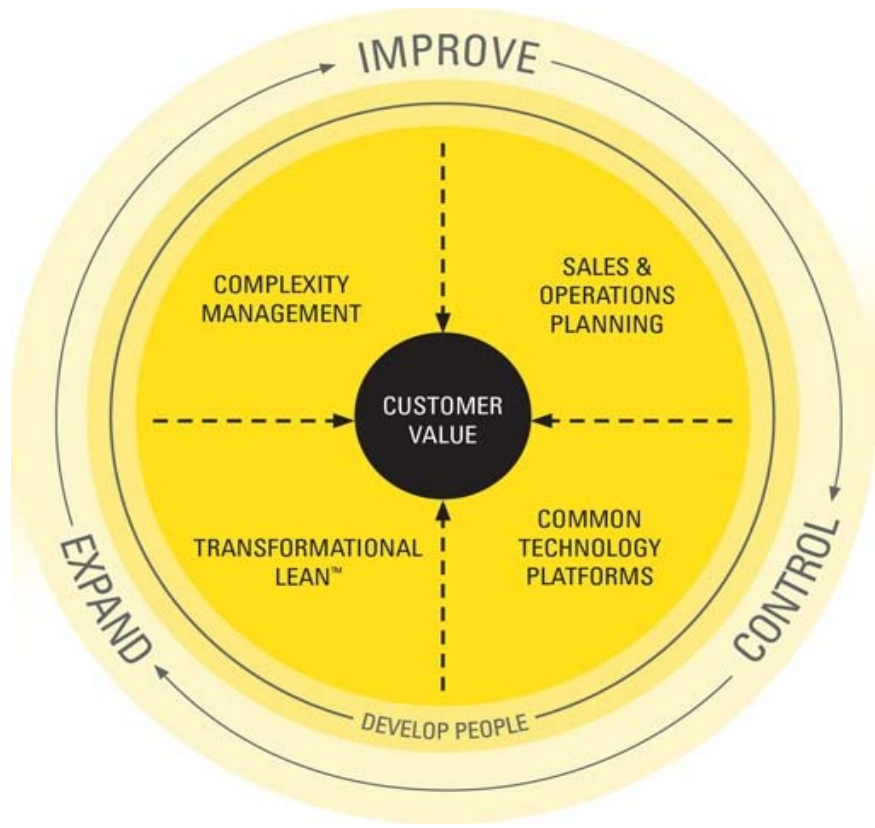 IMPROVE
COMPLEXITY
MANAGEMENT
SALES &
OPERATIONS
PLANNING
CUSTOMER
VALUE
TRANSFORMATIONAL
LEAN™
COMMON
TECHNOLOGY
PLATFORMS
EXPAND
CONTROL
DEVELOP PEOPLE